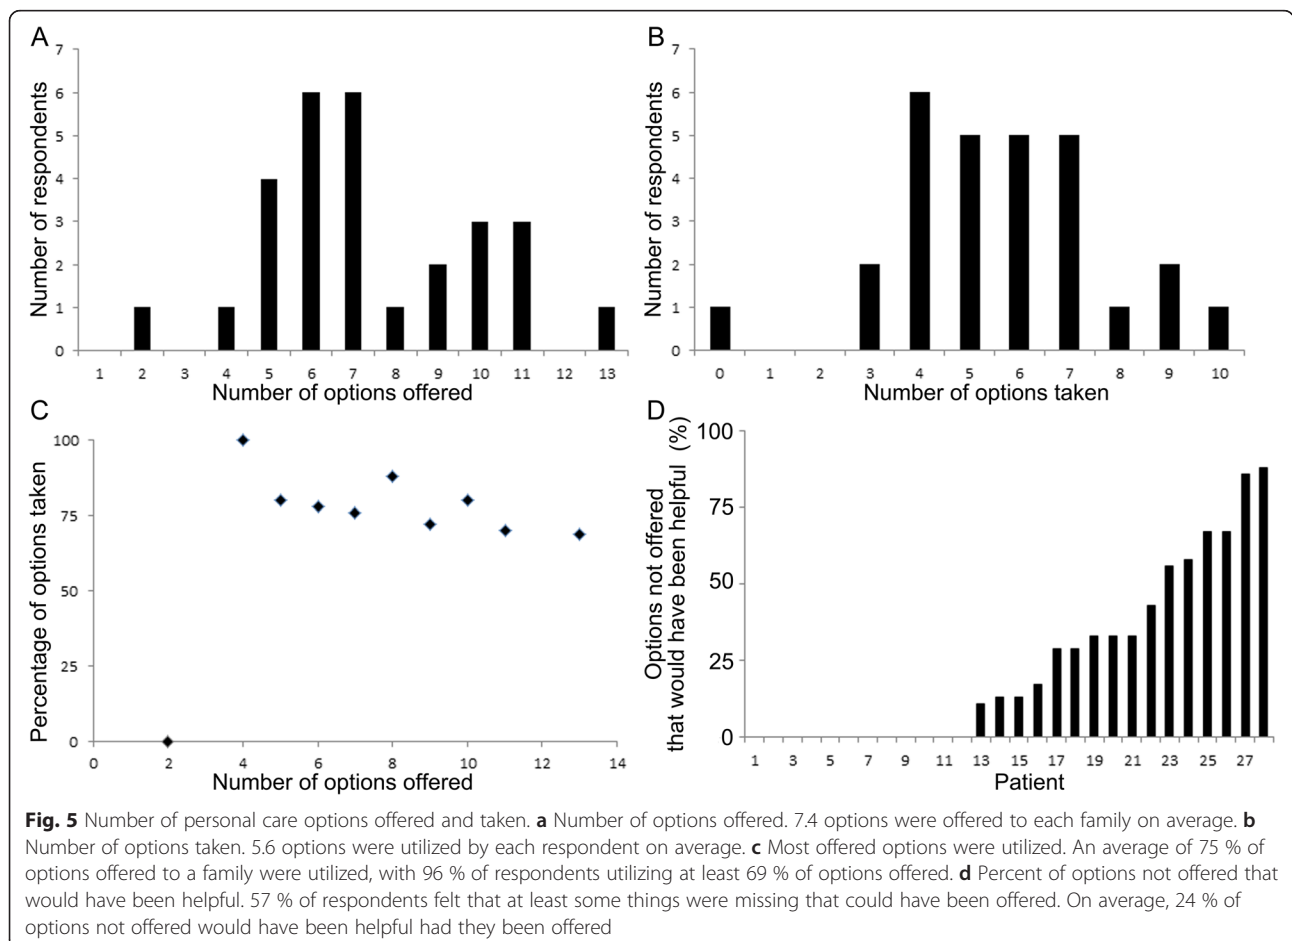 A
7
6
5
4
3
2
1
0
Number of respondents
1 2 3 4 5 6 7 8 9 10 11 12 13
Number of options offered
B
7
6
5
4
3
2
1
0
Number of respondents
0 1 2 3 4 5 6 7 8 9 10
Number of options taken
C
100
75
50
25
0
Percentage of options taken
0 2 4 6 8 10 12 14
Number of options offered
D
100
75
50
25
0
Options not offered
that would have been helpful (%)
1 3 5 7 9 11 13 15 17 19 21 23 25 27
Patient
Fig. 5 Number of personal care options offered and taken. a Number of options offered. 7.4 options were offered to each family on average. b
Number of options taken. 5.6 options were utilized by each respondent on average. c Most offered options were utilized. An average of 75 % of
options offered to a family were utilized, with 96 % of respondents utilizing at least 69 % of options offered. d Percent of options not offered that
would have been helpful. 57 % of respondents felt that at least some things were missing that could have been offered. On average, 24 % of
options not offered would have been helpful had they been offered